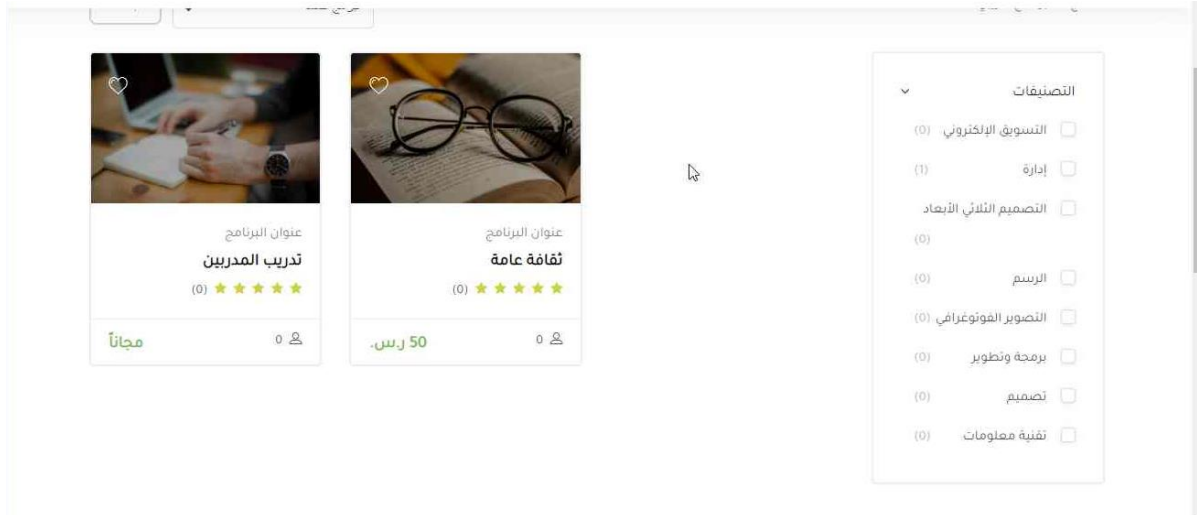 التصنيفات
التسويق الإلكتروني (0)
إدارة (1)
التصميم الثلاثي الأبعاد
(0)
الرسم (0)
التصوير الفوتوغرافي (0)
برمجة وتطوير (0)
تصميم (0)
تقنية معلومات (0)
عنوان البرنامج
ثقافة عامة
(0)
0
50 ر.س.
عنوان البرنامج
تدريب المدربين
(0)
0
مجاناً